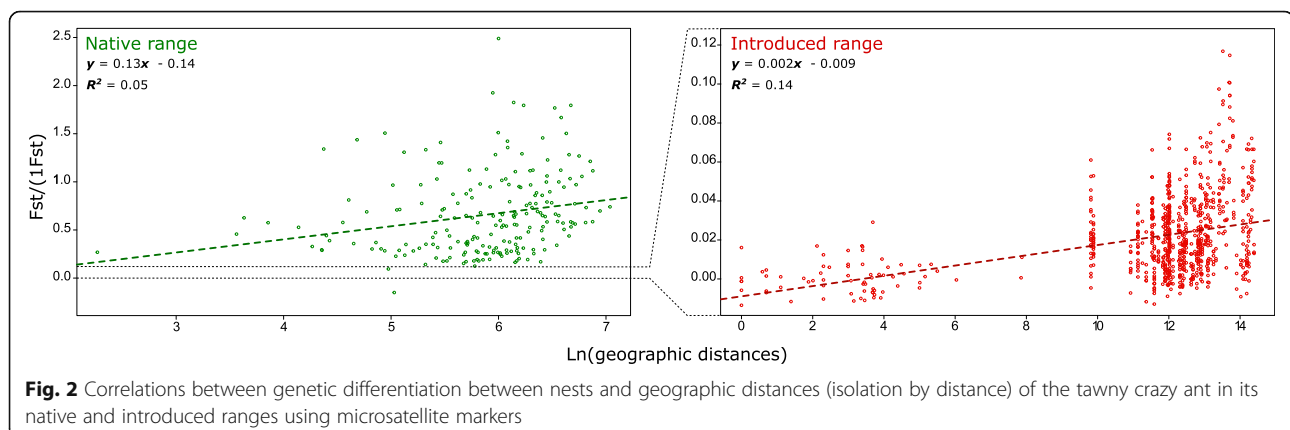 Native range
y = 0.13x - 0.14
R² = 0.05
Introduced range
y = 0.002x - 0.009
R² = 0.14
Fst/(1Fst)
2.5
2.0
1.5
1.0
0.5
0.0
3 4 5 6 7
0.12
0.10
0.08
0.06
0.04
0.02
0.00
0 2 4 6 8 10 12 14
Ln(geographic distances)
Fig. 2 Correlations between genetic differentiation between nests and geographic distances (isolation by distance) of the tawny crazy ant in its
native and introduced ranges using microsatellite markers